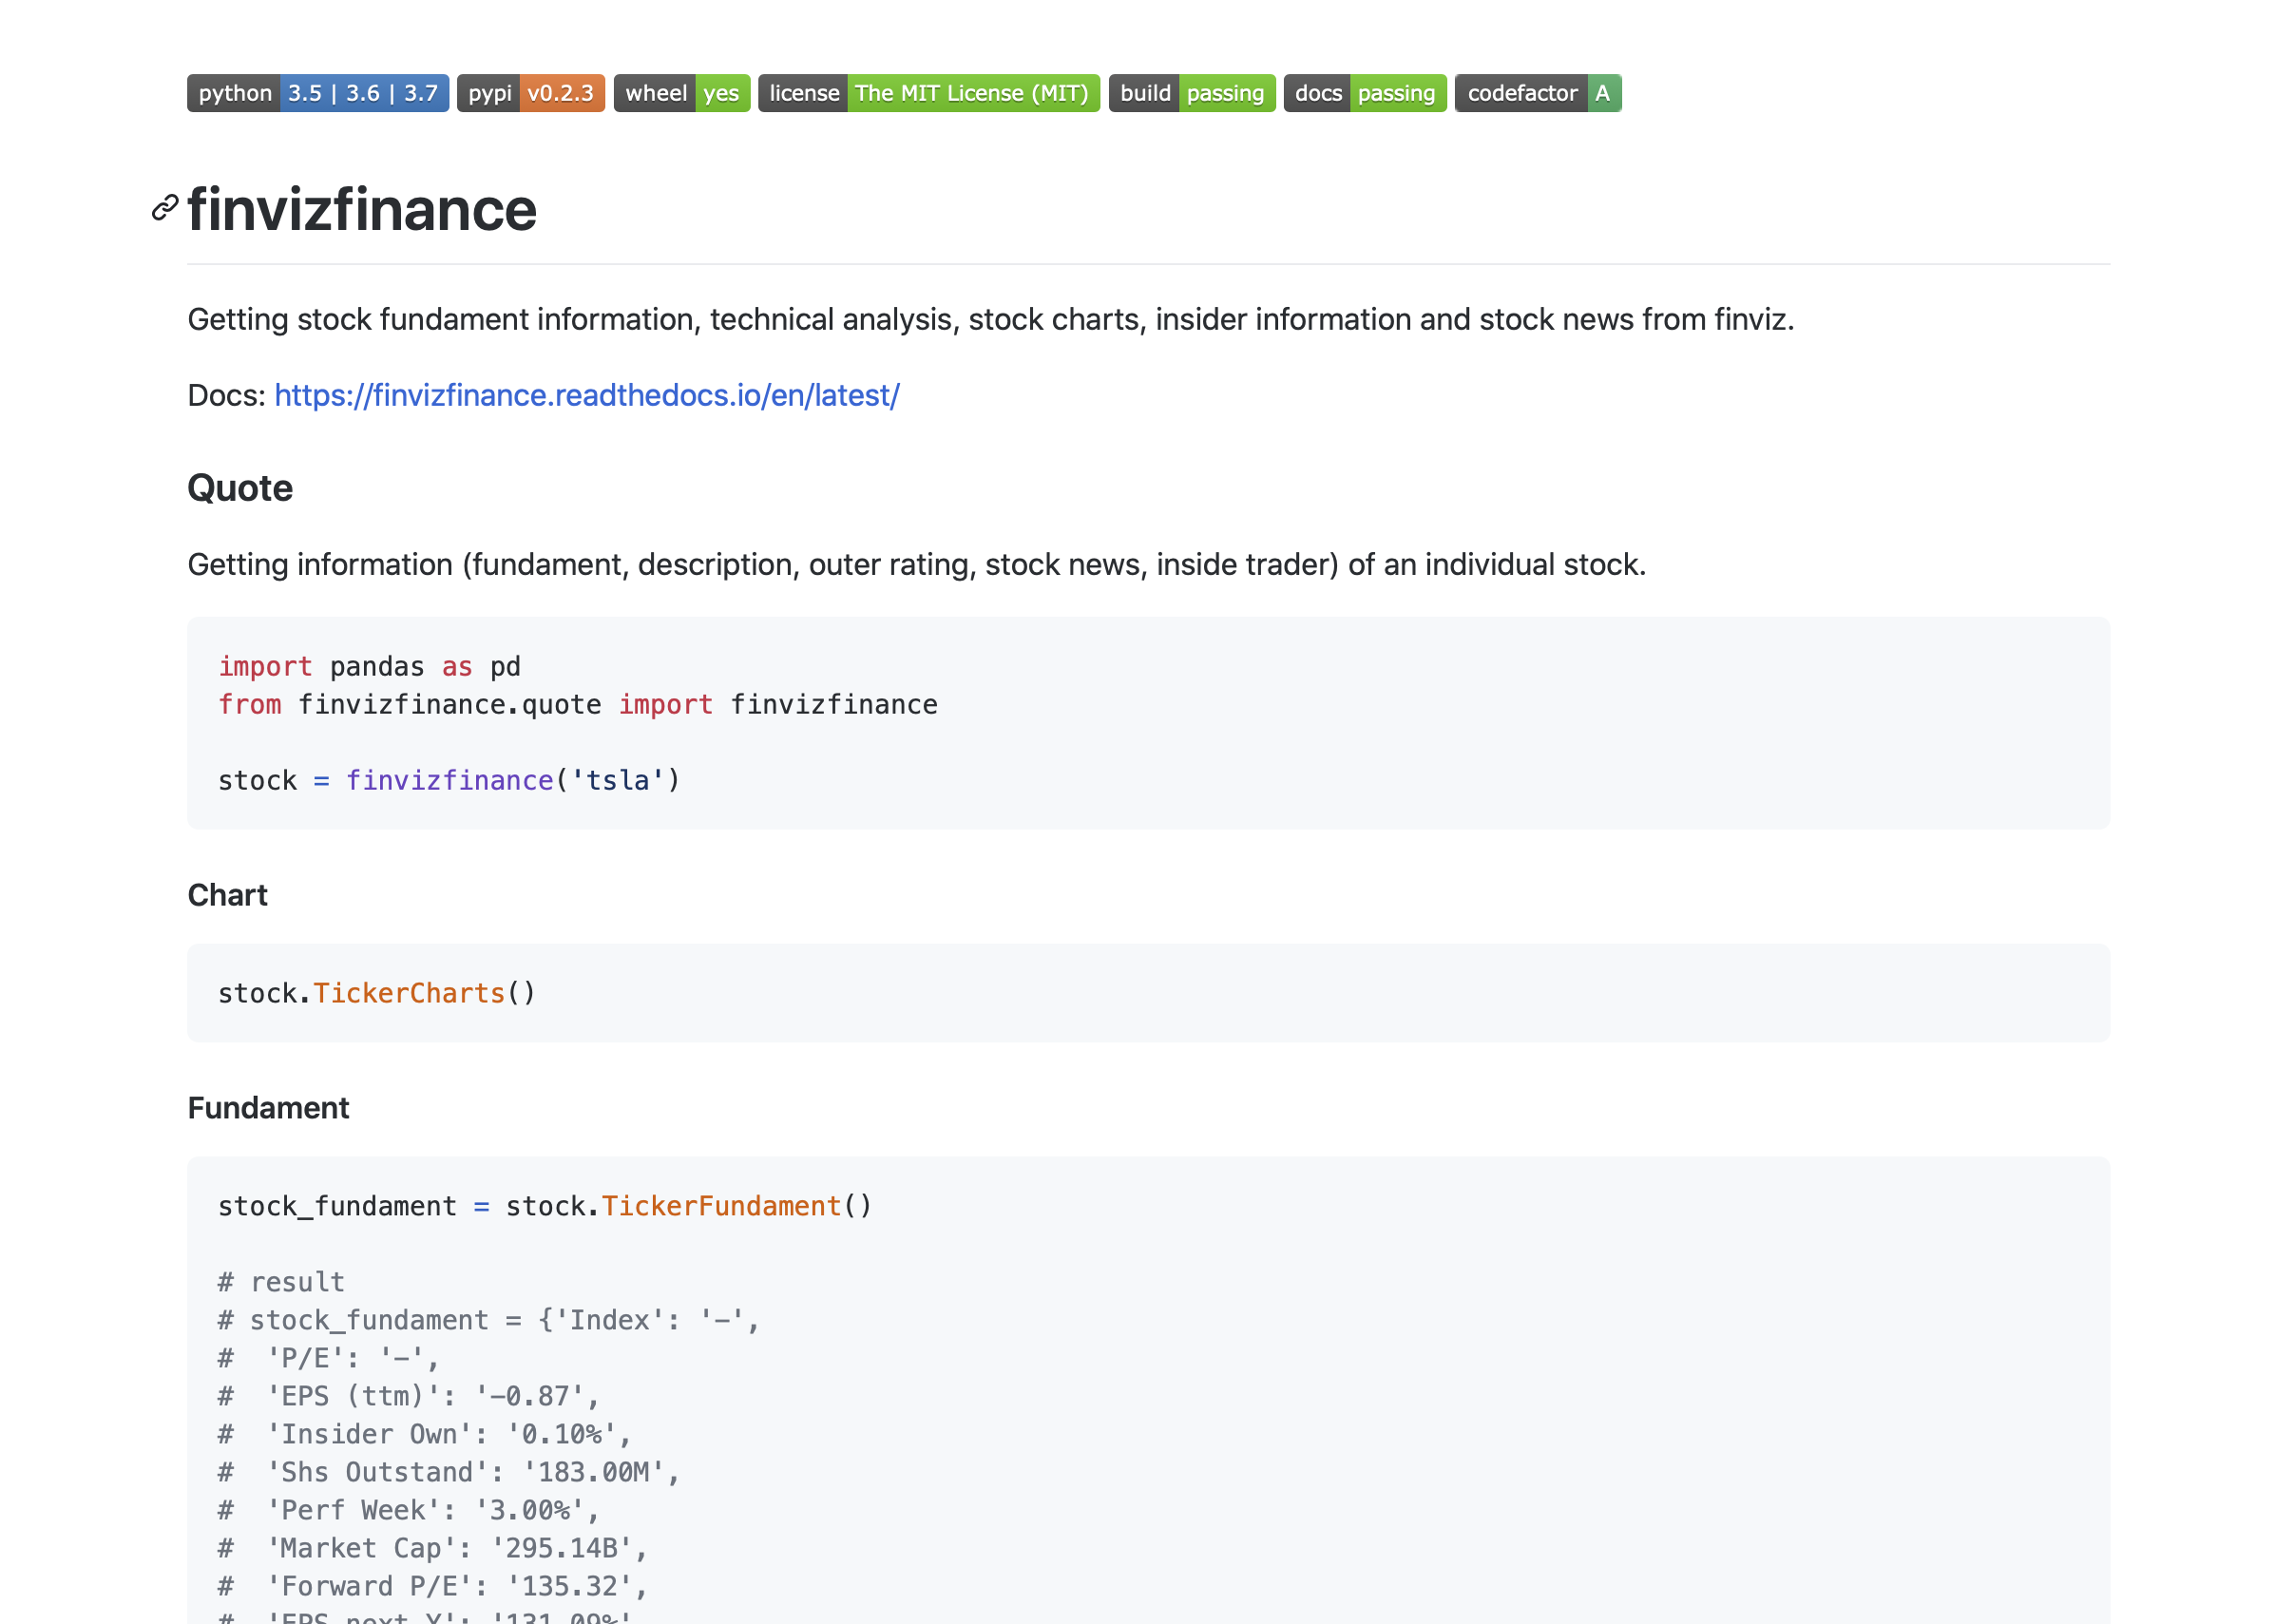 python 3.5 | 3.6 | 3.7 pypi v0.2.3 wheel yes license The MIT License (MIT) build passing docs passing codefactor A
finvizfinance
Getting stock fundament information, technical analysis, stock charts, insider information and stock news from finviz.
Docs: https://finvizfinance.readthedocs.io/en/latest/
Quote
Getting information (fundament, description, outer rating, stock news, inside trader) of an individual stock.
import pandas as pd
from finvizfinance.quote import finvizfinance
stock = finvizfinance('tsla')
Chart
stock.TickerCharts()
Fundament
stock_fundament = stock.TickerFundament()
# result
# stock_fundament = {'Index': '-',
#  'P/E': '-',
#  'EPS (ttm)': '-0.87',
#  'Insider Own': '0.10%',
#  'Shs Outstand': '183.00M',
#  'Perf Week': '3.00%',
#  'Market Cap': '295.14B',
#  'Forward P/E': '135.32',
#  'EPS next Y': '131.09%'